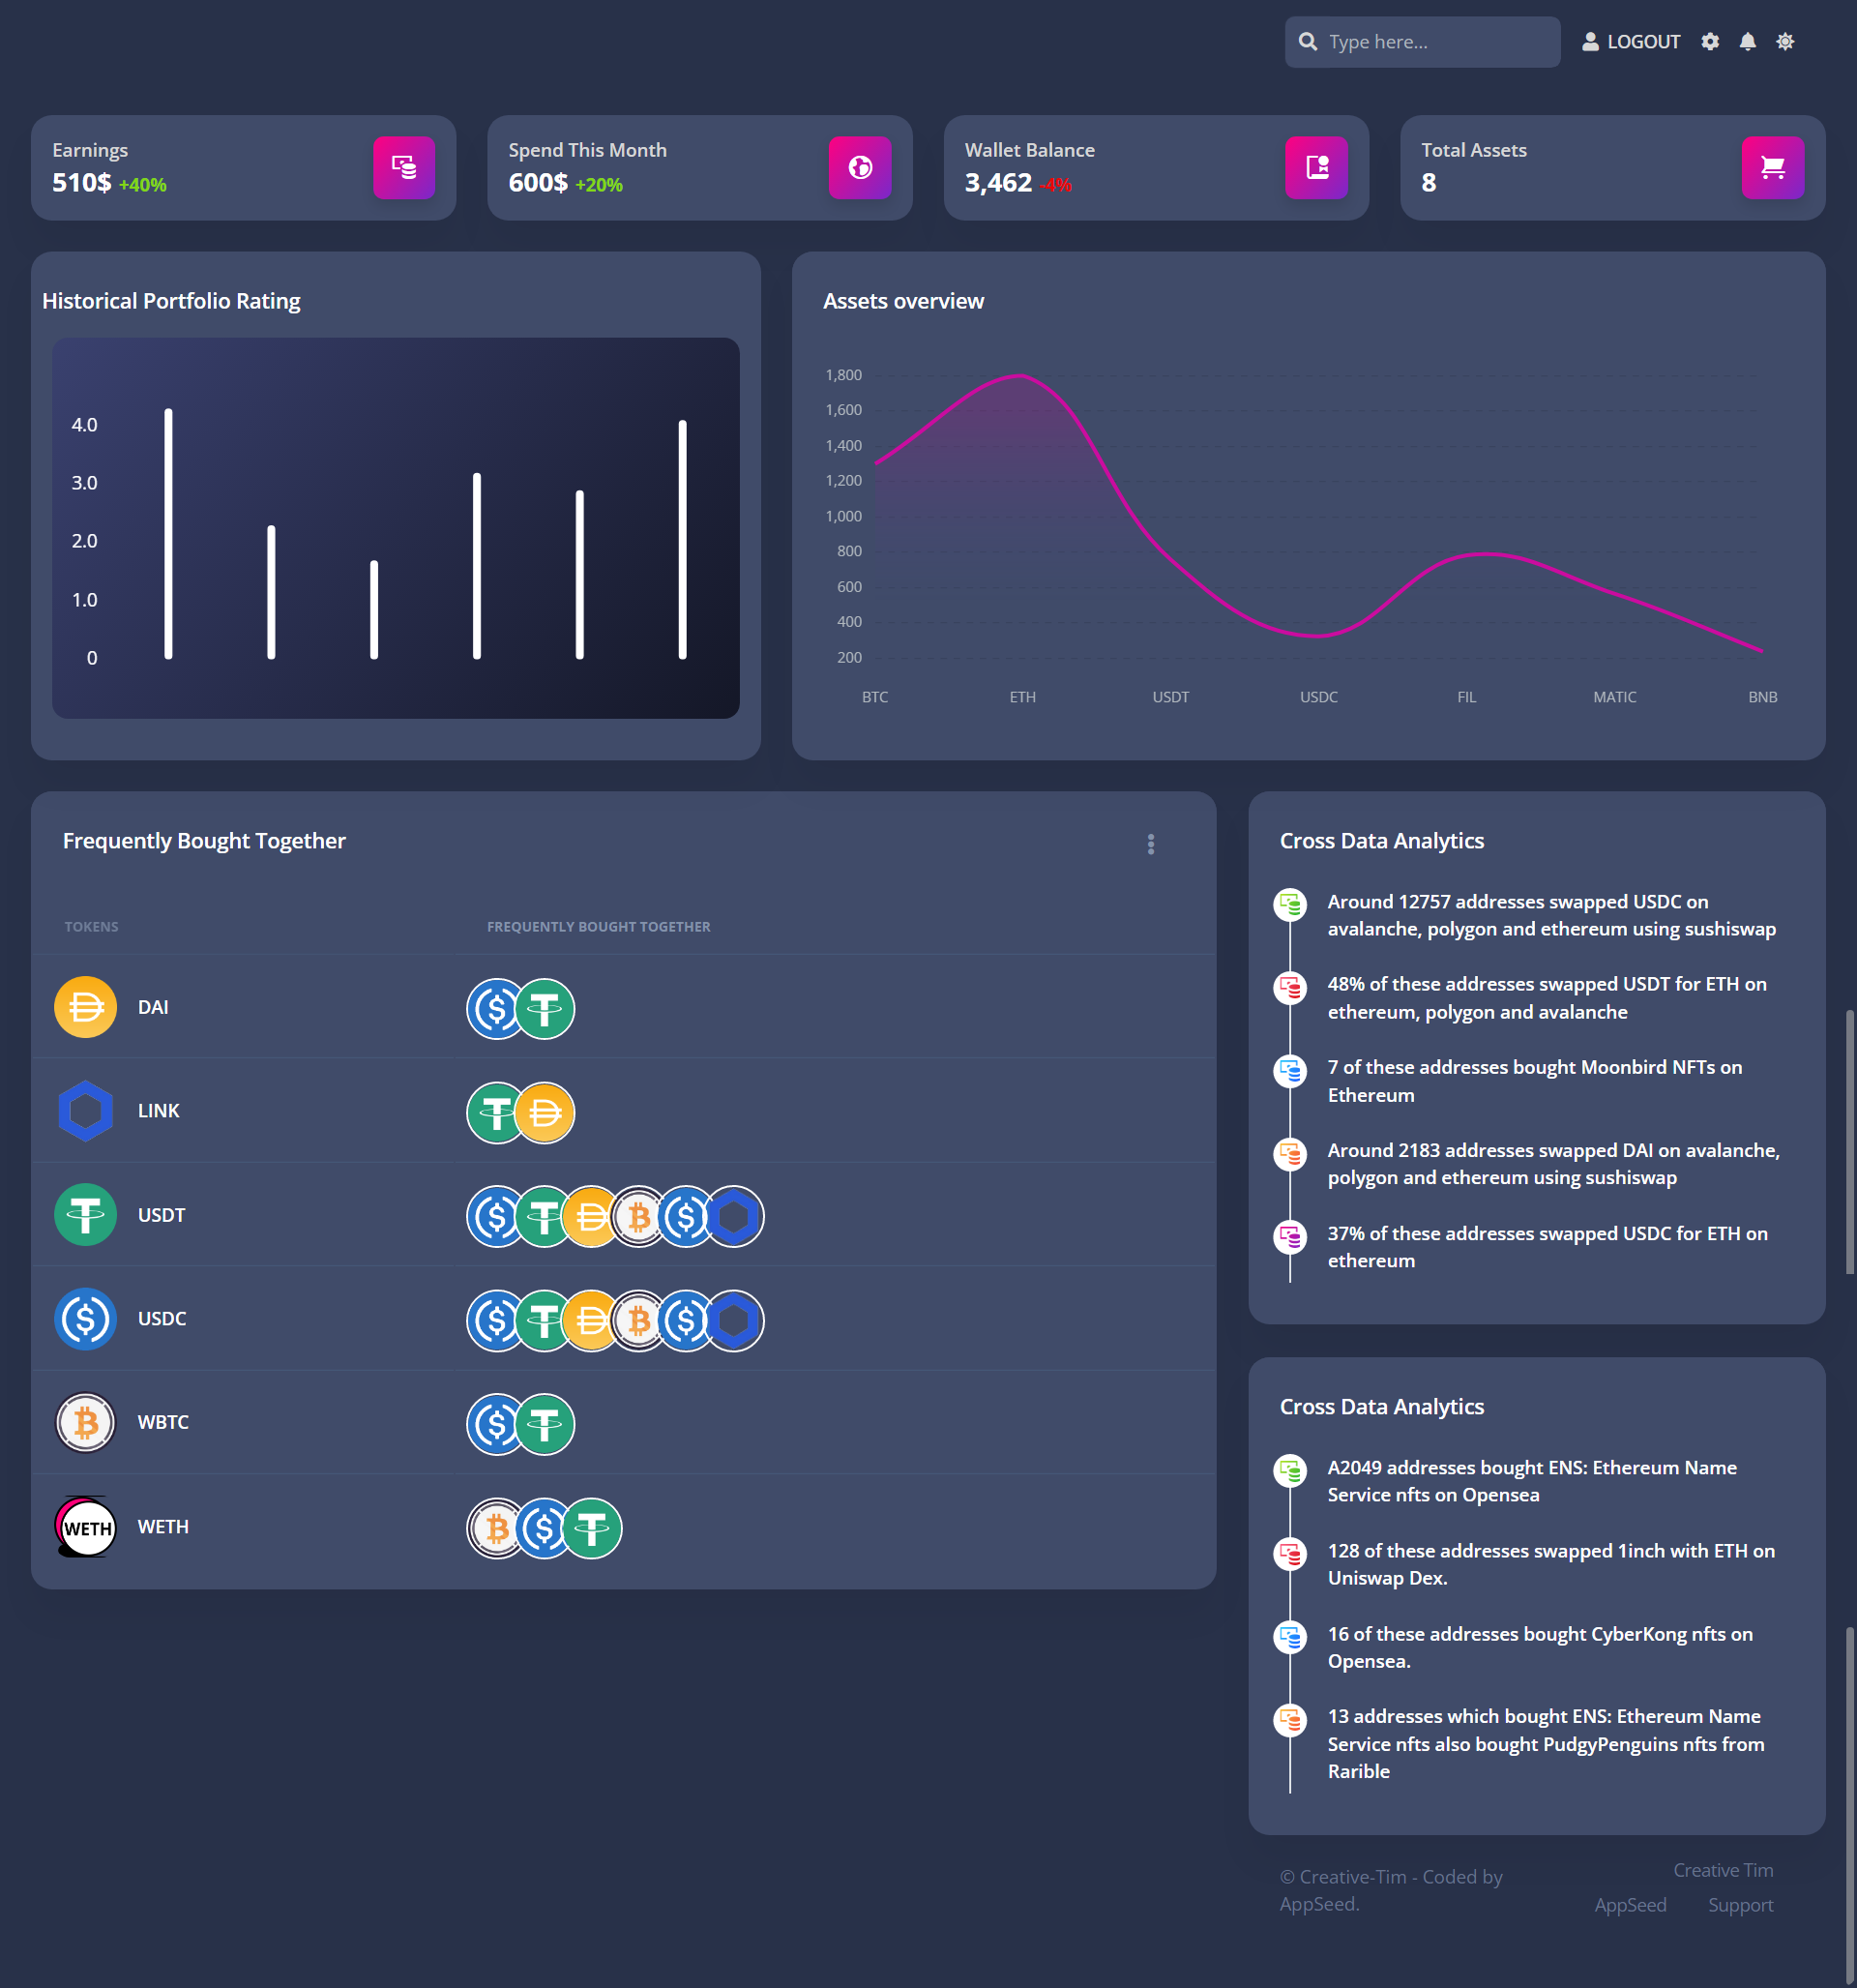 Type here...
LOGOUT
Earnings
510$ +40%
Spend This Month
600$ +20%
Wallet Balance
3,462 -4%
Total Assets
8
Historical Portfolio Rating
4.0
3.0
2.0
1.0
0
Assets overview
1,800
1,600
1,400
1,200
1,000
800
600
400
200
BTC ETH USDT USDC FIL MATIC BNB
Frequently Bought Together
TOKENS FREQUENTLY BOUGHT TOGETHER
DAI
LINK
USDT
USDC
WBTC
WETH WETH
Cross Data Analytics
Around 12757 addresses swapped USDC on
avalanche, polygon and ethereum using sushiswap
48% of these addresses swapped USDT for ETH on
ethereum, polygon and avalanche
7 of these addresses bought Moonbird NFTs on
Ethereum
Around 2183 addresses swapped DAI on avalanche,
polygon and ethereum using sushiswap
37% of these addresses swapped USDC for ETH on
ethereum
Cross Data Analytics
A2049 addresses bought ENS: Ethereum Name
Service nfts on Opensea
128 of these addresses swapped 1inch with ETH on
Uniswap Dex.
16 of these addresses bought CyberKong nfts on
Opensea.
13 addresses which bought ENS: Ethereum Name
Service nfts also bought PudgyPenguins nfts from
Rarible
© Creative-Tim - Coded by
AppSeed.
Creative Tim
AppSeed Support